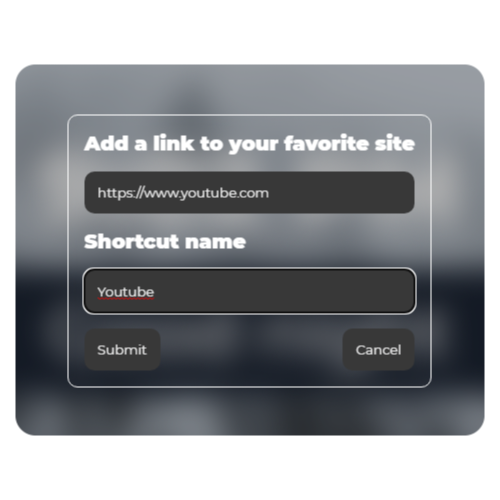 Add a link to your favorite site
https://www.youtube.com
Shortcut name
Youtube
Submit
Cancel